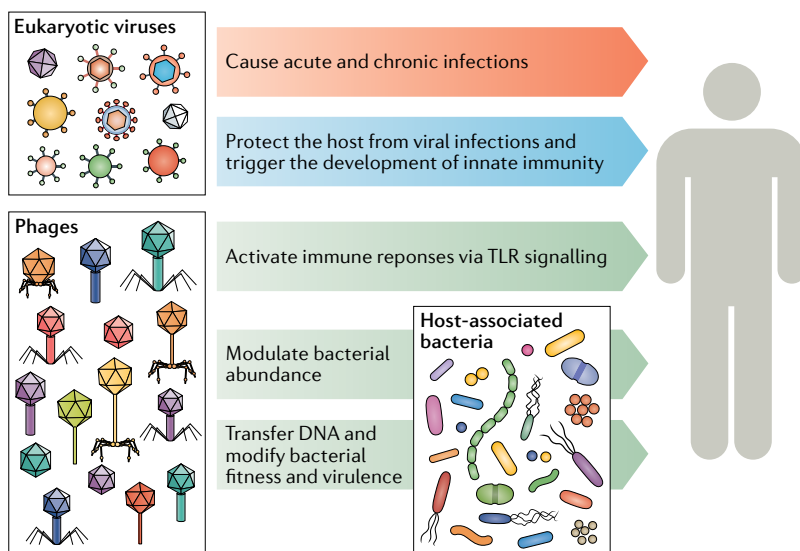 Eukaryotic viruses
Cause acute and chronic infections
Protect the host from viral infections and
trigger the development of innate immunity
Phages
Activate immune reponses via TLR signalling
Modulate bacterial
abundance
Host-associated
bacteria
Transfer DNA and
modify bacterial
fitness and virulence